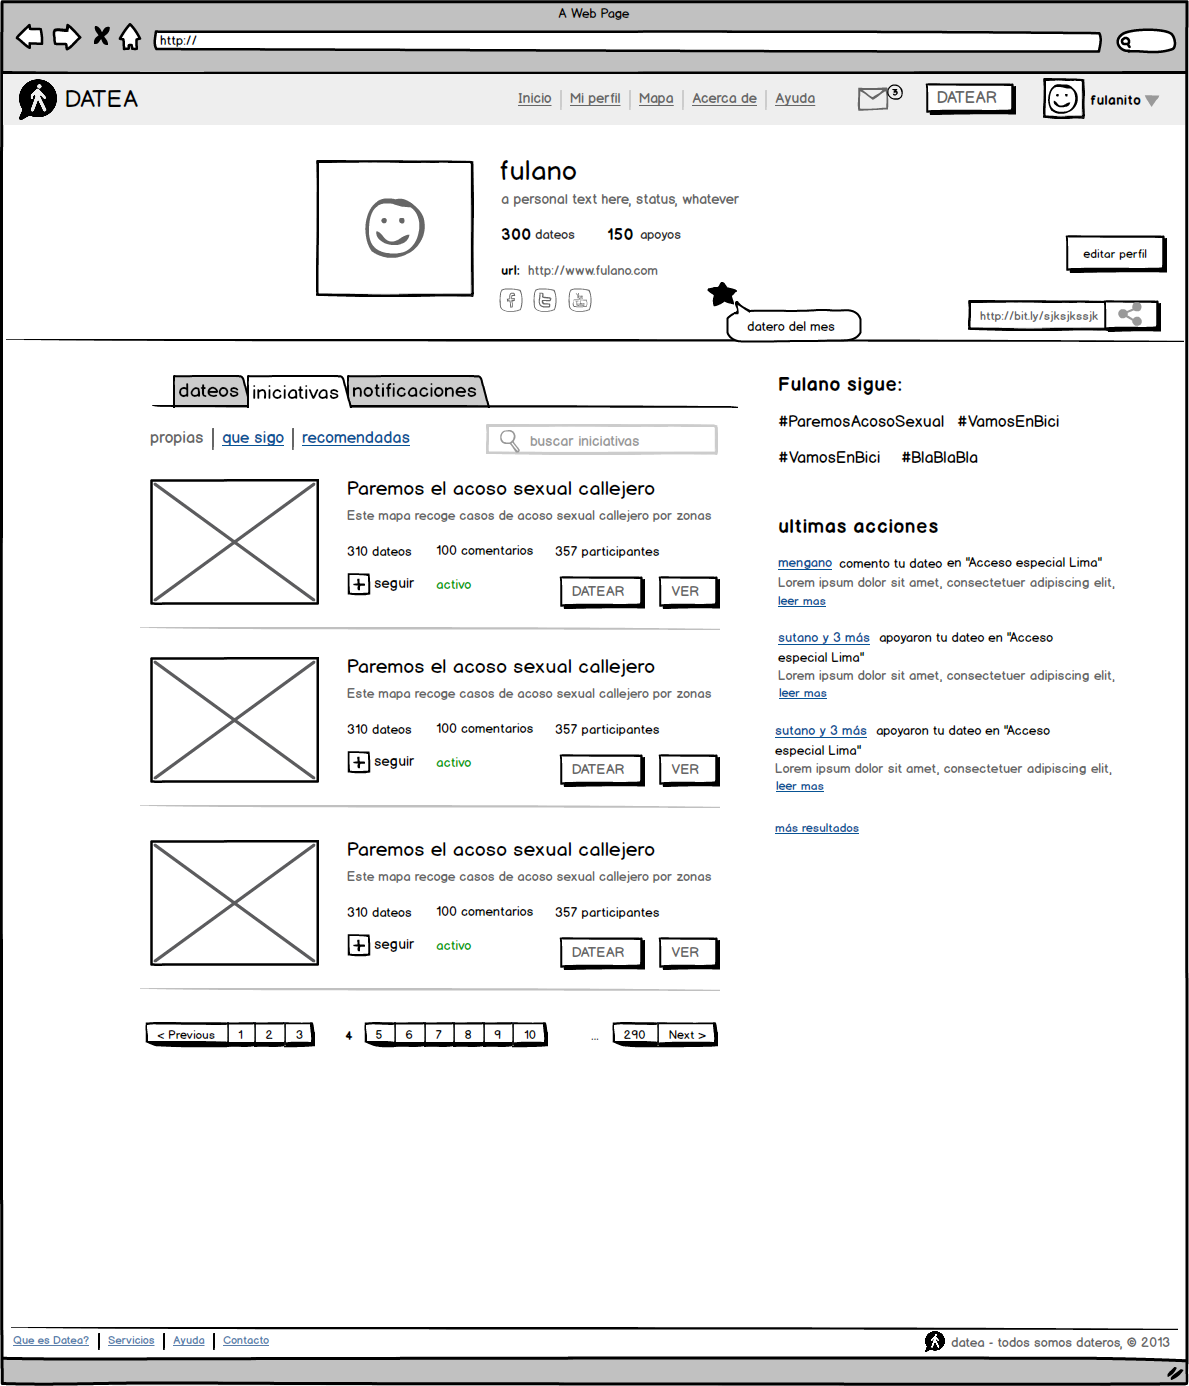 A Web Page
http://
DATEA
Inicio | Mi perfil | Mapa | Acerca de | Ayuda
3
DATEAR
fulanito
fulano
a personal text here, status, whatever
300 dateos 150 apoyos
editar perfil
url: http://www.fulano.com
f t You Tube
datero del mes
http://bit.ly/sjksjkssjk
dateos iniciativas notificaciones
propias | que sigo | recomendadas
buscar iniciativas
Paremos el acoso sexual callejero
Este mapa recoge casos de acoso sexual callejero por zonas
310 dateos 100 comentarios 357 participantes
+ seguir activo DATEAR VER
Paremos el acoso sexual callejero
Este mapa recoge casos de acoso sexual callejero por zonas
310 dateos 100 comentarios 357 participantes
+ seguir activo DATEAR VER
Paremos el acoso sexual callejero
Este mapa recoge casos de acoso sexual callejero por zonas
310 dateos 100 comentarios 357 participantes
+ seguir activo DATEAR VER
< Previous 1 2 3 4 5 6 7 8 9 10 ... 290 Next >
Fulano sigue:
#ParemosAcosoSexual #VamosEnBici
#VamosEnBici #BlaBlaBla
ultimas acciones
mengano comento tu dateo en "Acceso especial Lima"
Lorem ipsum dolor sit amet, consectetuer adipiscing elit,
leer mas
sutano y 3 más apoyaron tu dateo en "Acceso
especial Lima"
Lorem ipsum dolor sit amet, consectetuer adipiscing elit,
leer mas
sutano y 3 más apoyaron tu dateo en "Acceso
especial Lima"
Lorem ipsum dolor sit amet, consectetuer adipiscing elit,
leer mas
más resultados
Que es Datea? | Servicios | Ayuda | Contacto
datea - todos somos dateros, © 2013